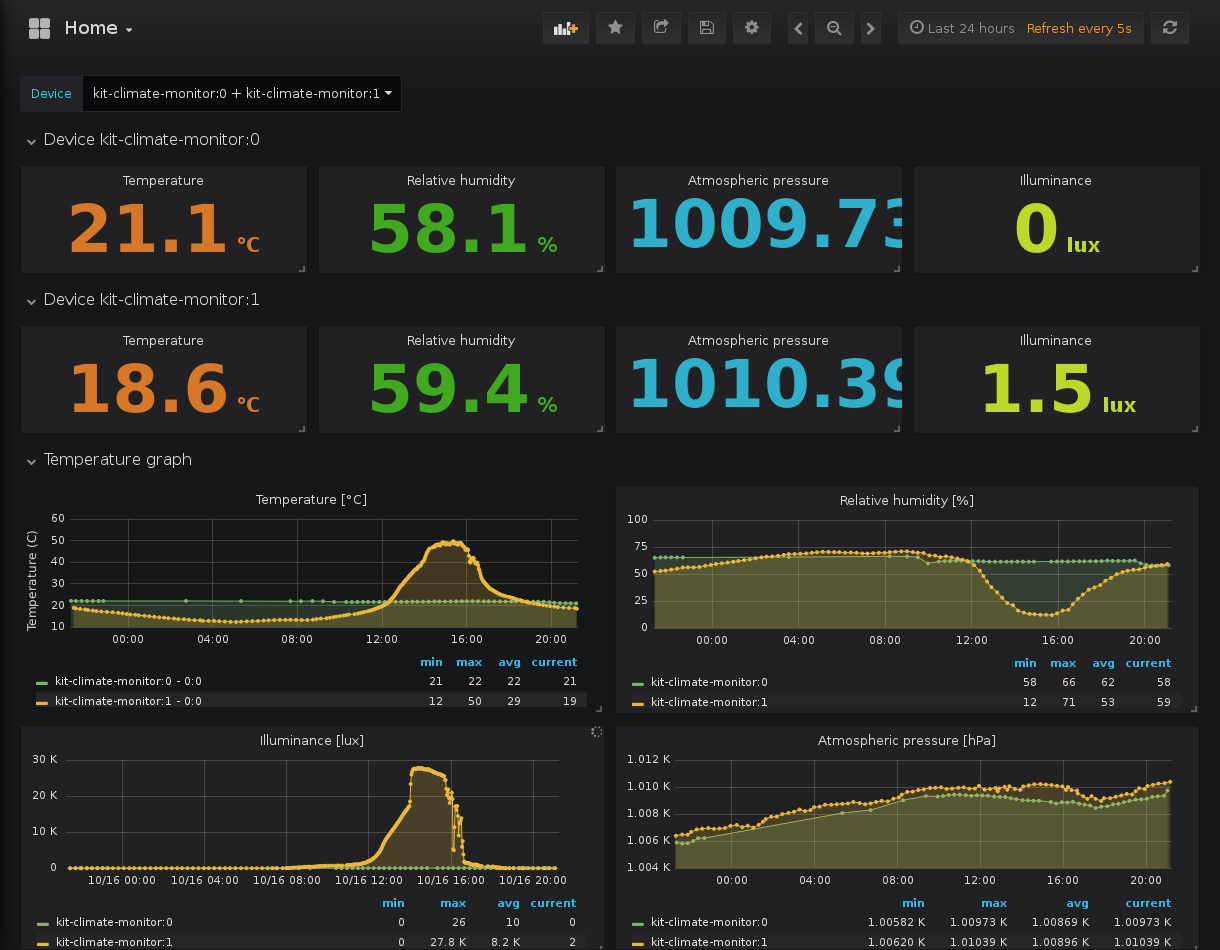 Home
Last 24 hours Refresh every 5s
Device kit-climate-monitor:0 + kit-climate-monitor:1
Device kit-climate-monitor:0
Temperature Relative humidity Atmospheric pressure Illuminance
21.1 °C 58.1 % 1009.73 0 lux
Device kit-climate-monitor:1
Temperature Relative humidity Atmospheric pressure Illuminance
18.6 °C 59.4 % 1010.39 1.5 lux
Temperature graph
Temperature [°C]
Temperature (C)
60
50
40
30
20
10
00:00 04:00 08:00 12:00 16:00 20:00
min max avg current
kit-climate-monitor:0 - 0:0 21 22 22 21
kit-climate-monitor:1 - 0:0 12 50 29 19
Relative humidity [%]
100
75
50
25
0
00:00 04:00 08:00 12:00 16:00 20:00
min max avg current
kit-climate-monitor:0 58 66 62 58
kit-climate-monitor:1 12 71 53 59
Illuminance [lux]
30 K
20 K
10 K
0
10/16 00:00 10/16 04:00 10/16 08:00 10/16 12:00 10/16 16:00 10/16 20:00
min max avg current
kit-climate-monitor:0 0 26 10 0
kit-climate-monitor:1 0 27.8 K 8.2 K 2
Atmospheric pressure [hPa]
1.012 K
1.010 K
1.008 K
1.006 K
1.004 K
00:00 04:00 08:00 12:00 16:00 20:00
min max avg current
kit-climate-monitor:0 1.00582 K 1.00973 K 1.00869 K 1.00973 K
kit-climate-monitor:1 1.00620 K 1.01039 K 1.00896 K 1.01039 K